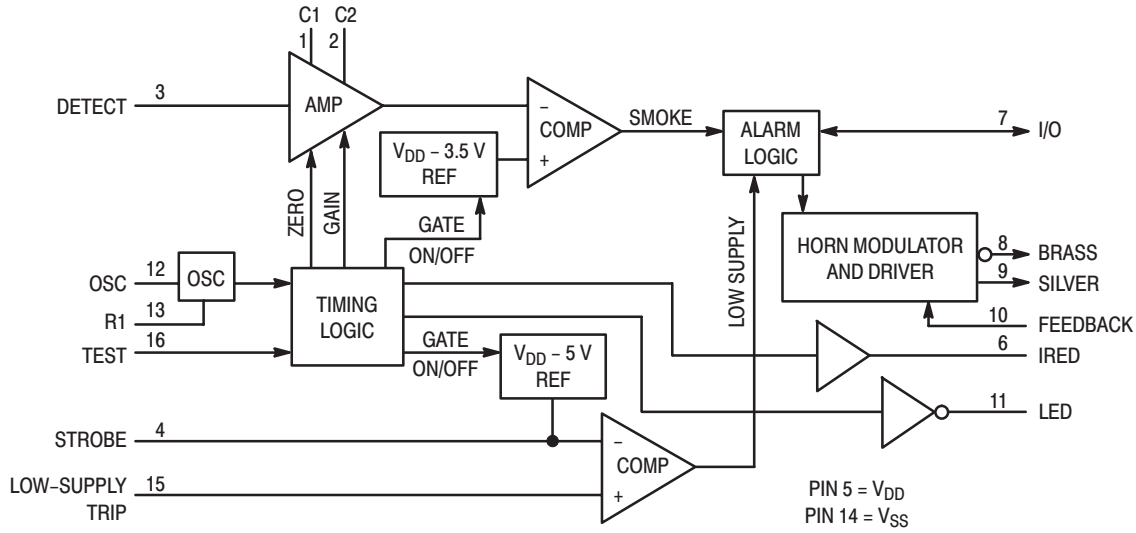 C1 C2
1 2
DETECT 3
AMP
–
COMP
+
SMOKE
ALARM
LOGIC
7 I/O
VDD – 3.5 V
REF
ZERO
GAIN
GATE
ON/OFF
LOW SUPPLY
HORN MODULATOR
AND DRIVER
8 BRASS
9 SILVER
10 FEEDBACK
OSC 12
OSC
R1 13
TEST 16
TIMING
LOGIC
GATE
ON/OFF
VDD – 5 V
REF
6 IRED
11 LED
STROBE 4
–
COMP
+
LOW–SUPPLY
TRIP
15
PIN 5 = VDD
PIN 14 = VSS